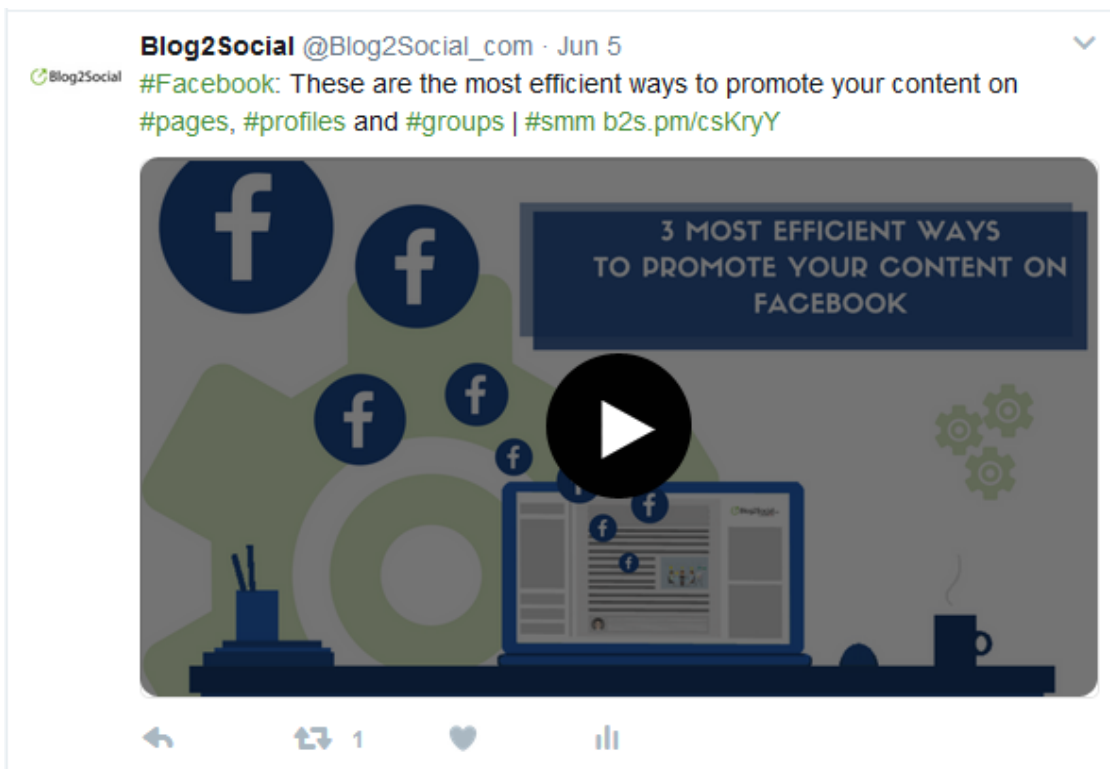 Blog2Social @Blog2Social_com · Jun 5
Blog2Social
#Facebook: These are the most efficient ways to promote your content on
#pages, #profiles and #groups | #smm b2s.pm/csKryY
3 MOST EFFICIENT WAYS
TO PROMOTE YOUR CONTENT ON
FACEBOOK
Blog2Social
1